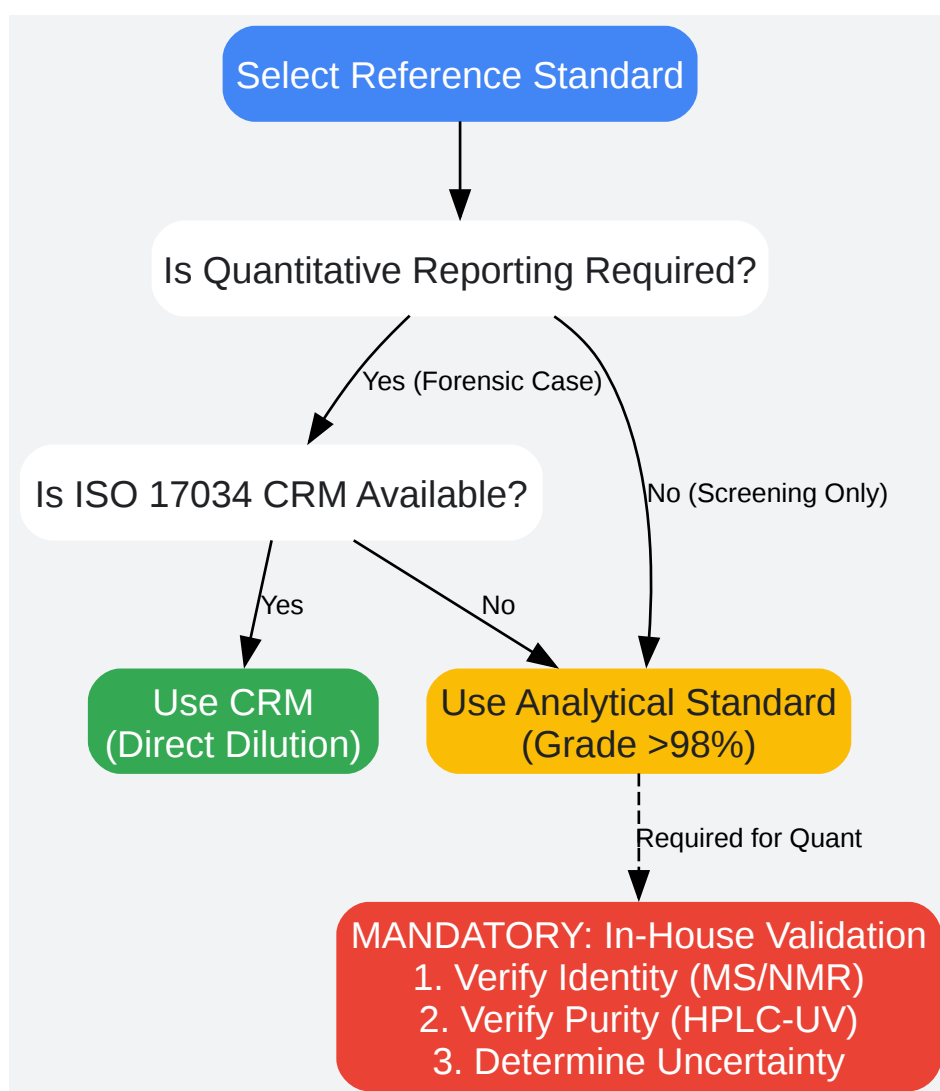 Select Reference Standard
Is Quantitative Reporting Required?
Yes (Forensic Case)
Is ISO 17034 CRM Available?
No (Screening Only)
Yes
No
Use CRM
(Direct Dilution)
Use Analytical Standard
(Grade >98%)
Required for Quant
MANDATORY: In-House Validation
1. Verify Identity (MS/NMR)
2. Verify Purity (HPLC-UV)
3. Determine Uncertainty